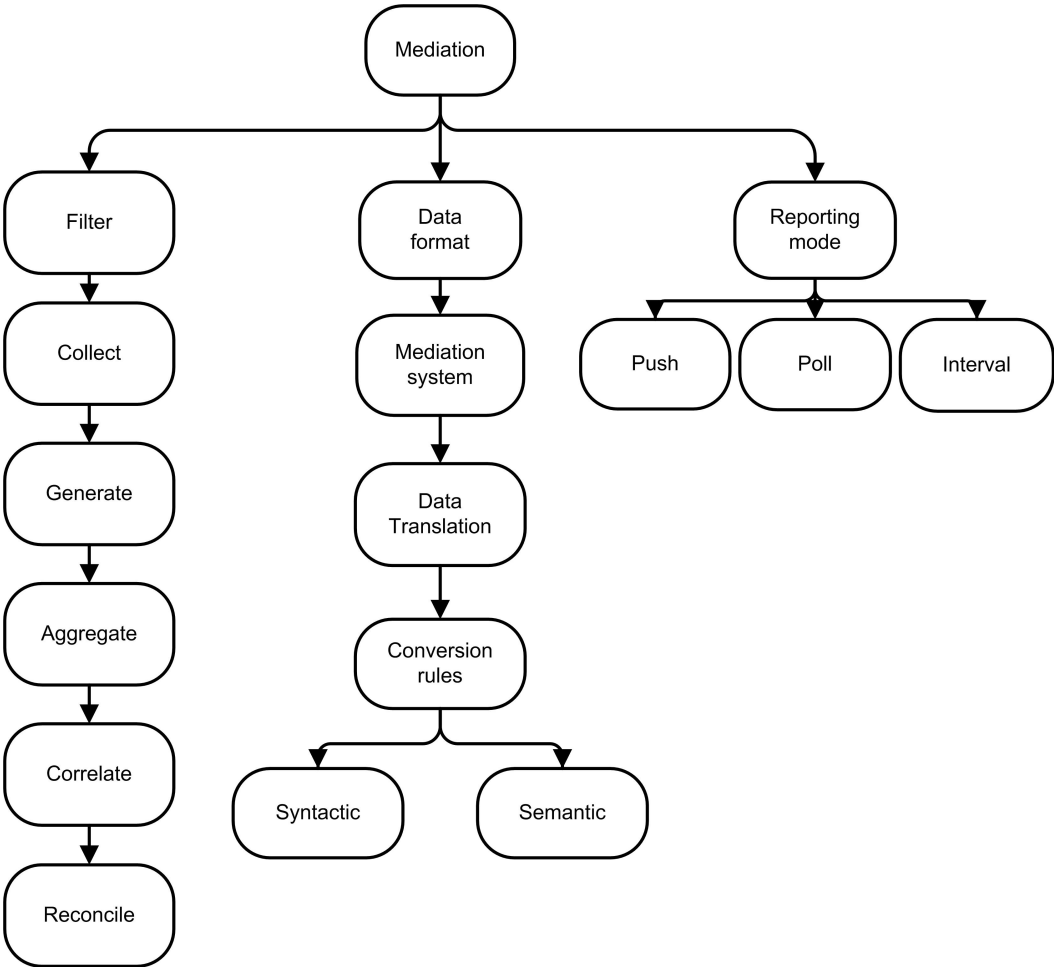 Mediation
Filter
Data
format
Reporting
mode
Collect
Mediation
system
Push
Poll
Interval
Generate
Data
Translation
Aggregate
Conversion
rules
Correlate
Syntactic
Semantic
Reconcile